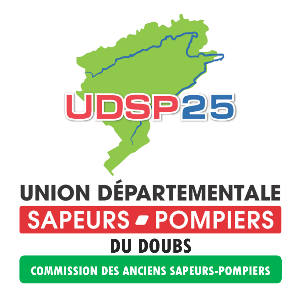 UDSP25
UNION DÉPARTEMENTALE
SAPEURS - POMPIERS
DU DOUBS
COMMISSION DES ANCIENS SAPEURS-POMPIERS